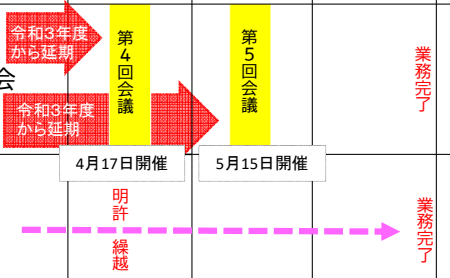 令和3年度
から延期
第4回会議
第5回会議
業務完了
会
令和3年度
から延期
4月17日開催
5月15日開催
明許
繰越
業務完了